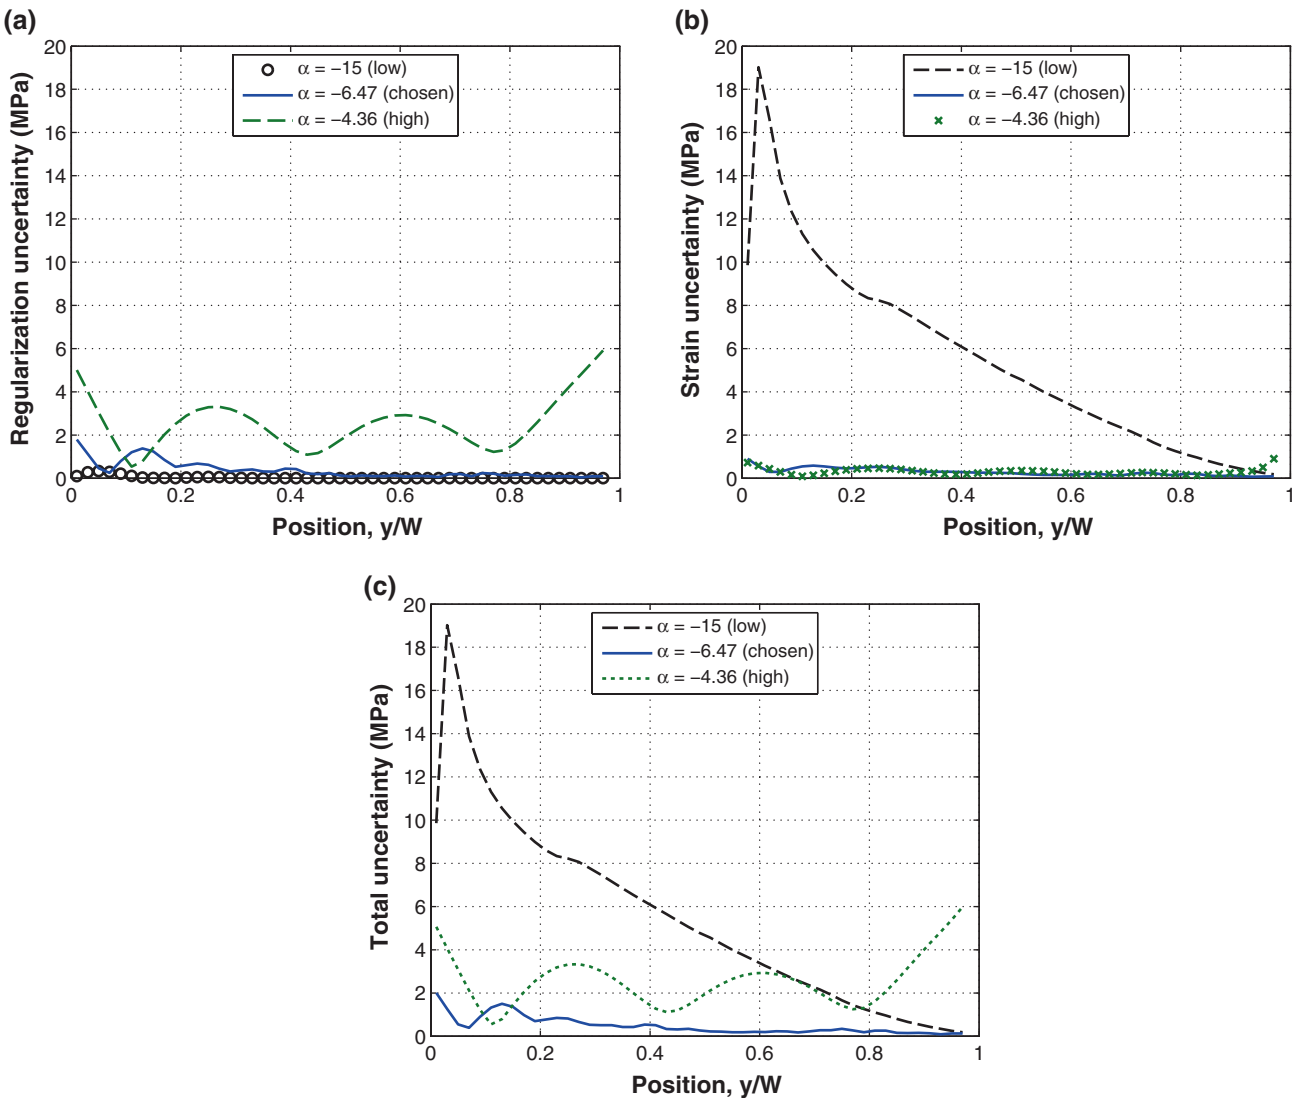 (a)
20
18
16
14
12
10
8
6
4
2
0
Regularization uncertainty (MPa)
α = −15 (low)
α = −6.47 (chosen)
α = −4.36 (high)
0 0.2 0.4 0.6 0.8 1
Position, y/W
(b)
20
18
16
14
12
10
8
6
4
2
0
Strain uncertainty (MPa)
α = −15 (low)
α = −6.47 (chosen)
α = −4.36 (high)
0 0.2 0.4 0.6 0.8 1
Position, y/W
(c)
20
18
16
14
12
10
8
6
4
2
0
Total uncertainty (MPa)
α = −15 (low)
α = −6.47 (chosen)
α = −4.36 (high)
0 0.2 0.4 0.6 0.8 1
Position, y/W